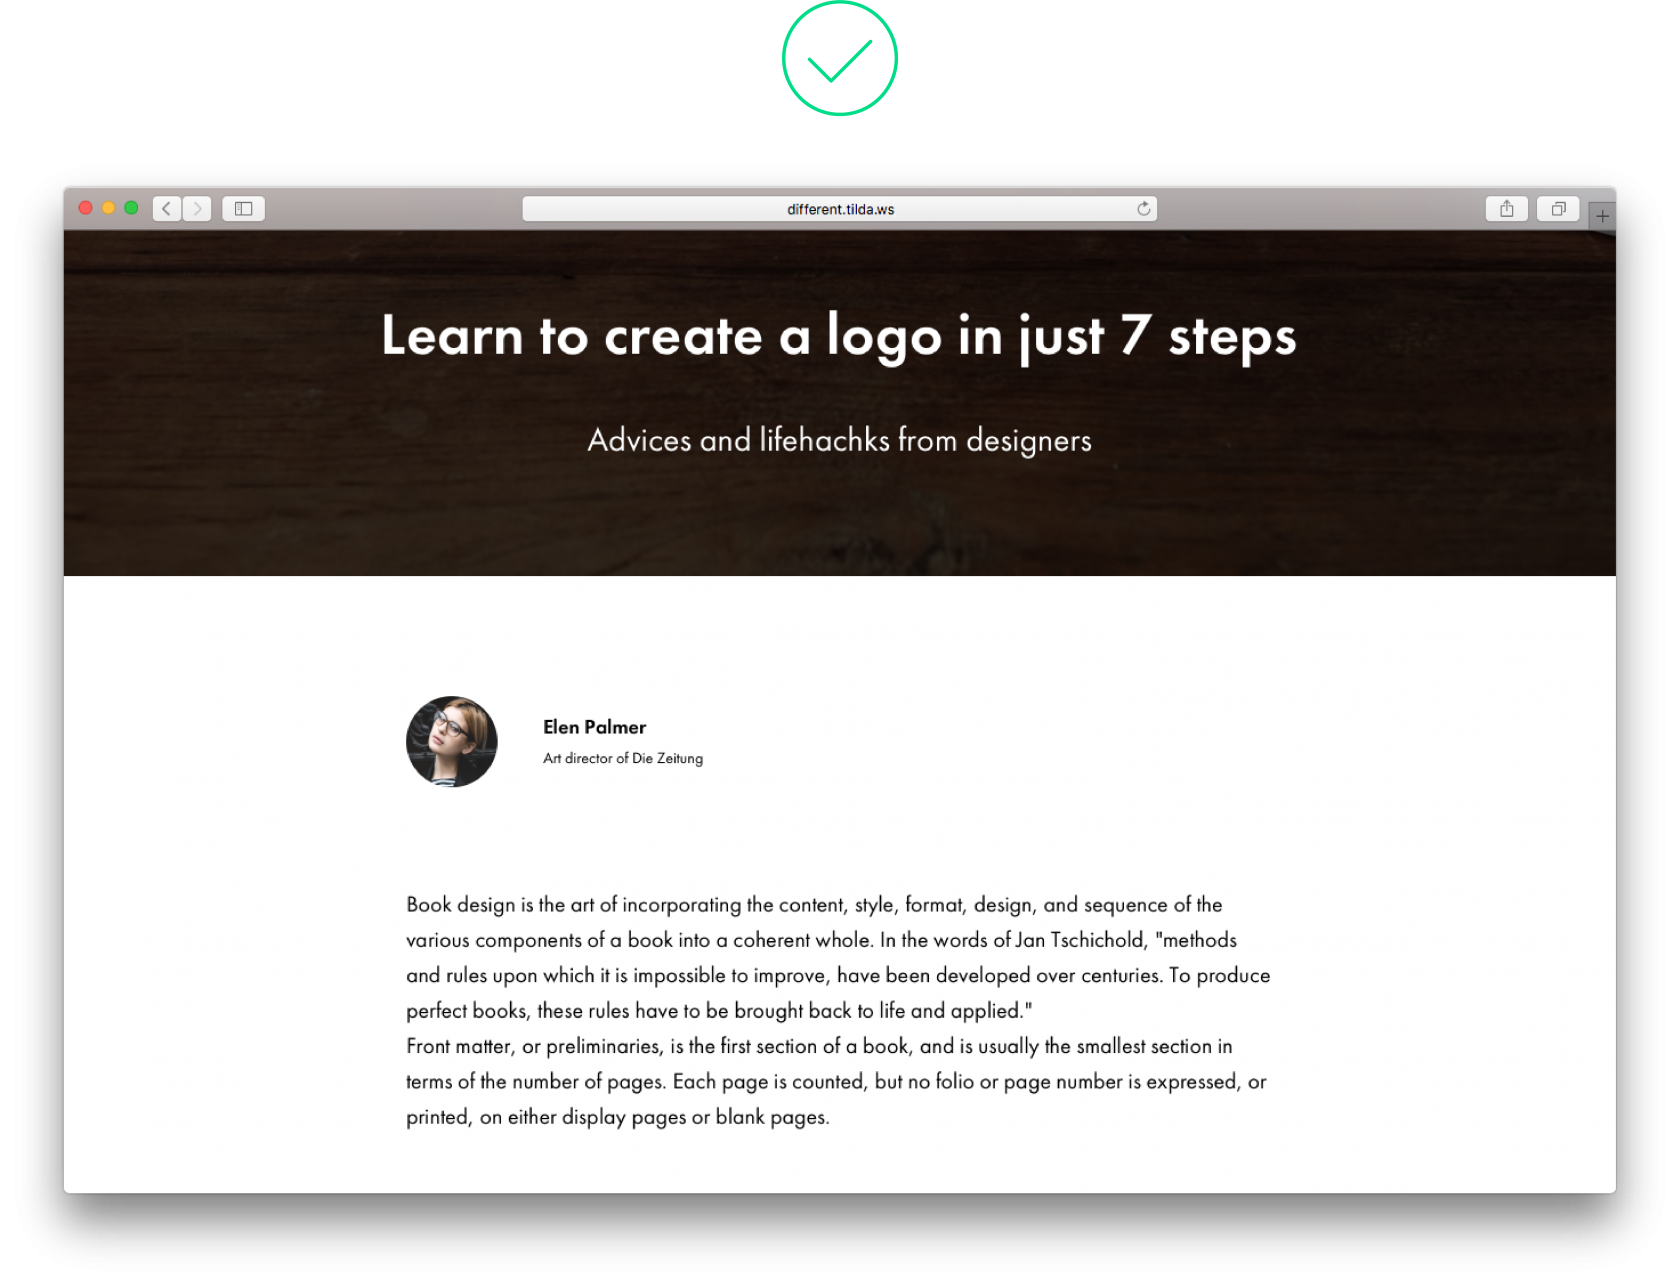 different.tilda.ws
Learn to create a logo in just 7 steps
Advices and lifehachks from designers
Elen Palmer
Art director of Die Zeitung
Book design is the art of incorporating the content, style, format, design, and sequence of the
various components of a book into a coherent whole. In the words of Jan Tschichold, "methods
and rules upon which it is impossible to improve, have been developed over centuries. To produce
perfect books, these rules have to be brought back to life and applied."
Front matter, or preliminaries, is the first section of a book, and is usually the smallest section in
terms of the number of pages. Each page is counted, but no folio or page number is expressed, or
printed, on either display pages or blank pages.